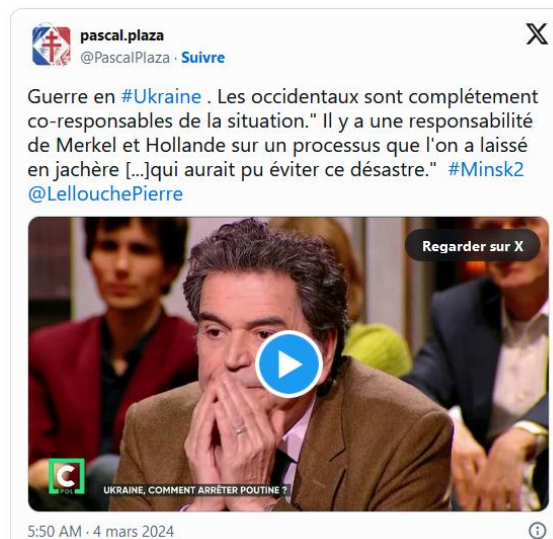 pascal.plaza
@PascalPlaza · Suivre
Guerre en #Ukraine . Les occidentaux sont complétement
co-responsables de la situation." Il y a une responsabilité
de Merkel et Hollande sur un processus que l'on a laissé
en jachère [...]qui aurait pu éviter ce désastre." #Minsk2
@LellouchePierre
Regarder sur X
C
POL
UKRAINE, COMMENT ARRÊTER POUTINE ?
5:50 AM · 4 mars 2024